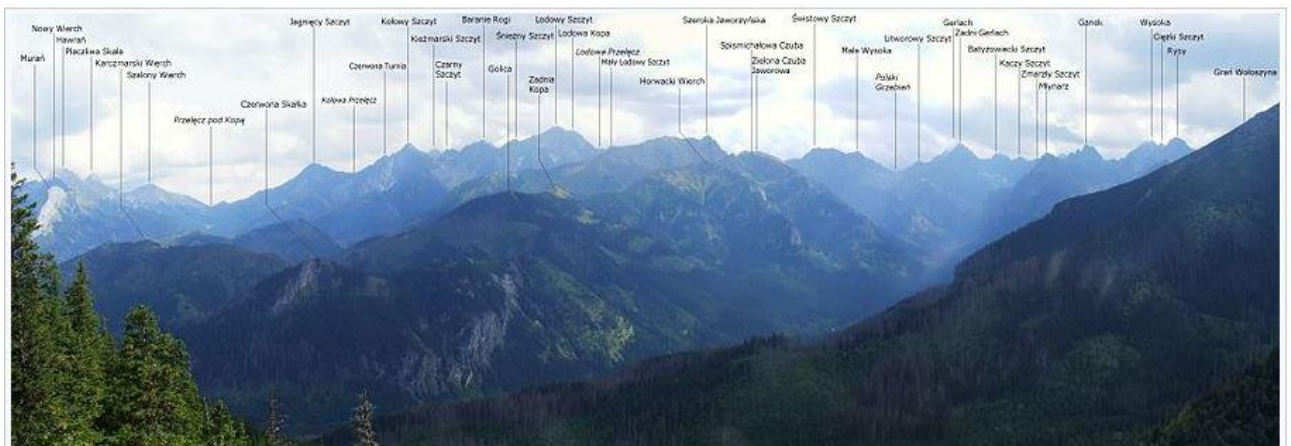 Murań
Nowy Wierch
Hawrań
Płaczliwa Skała
Karczmarski Wierch
Szalony Wierch
Przełęcz pod Kopą
Czerwona Skałka
Jagnięcy Szczyt
Kołowa Przełęcz
Czerwona Turnia
Kołowy Szczyt
Kieżmarski Szczyt
Czarny
Szczyt
Baranie Rogi
Golica
Śnieżny Szczyt
Zadnia
Kopa
Lodowy Szczyt
Lodowa Kopa
Lodowa Przełęcz
Mały Lodowy Szczyt
Horwacki Wierch
Szeroka Jaworzyńska
Spismichałowa Czuba
Zielona Czuba
Jaworowa
Świstowy Szczyt
Mała Wysoka
Polski
Grzebień
Litworowy Szczyt
Gerlach
Zadni Gerlach
Batyżowiecki Szczyt
Kaczy Szczyt
Zmarzły Szczyt
Młynarz
Ganek
Wysoka
Ciężki Szczyt
Rysy
Grań Wołoszyna